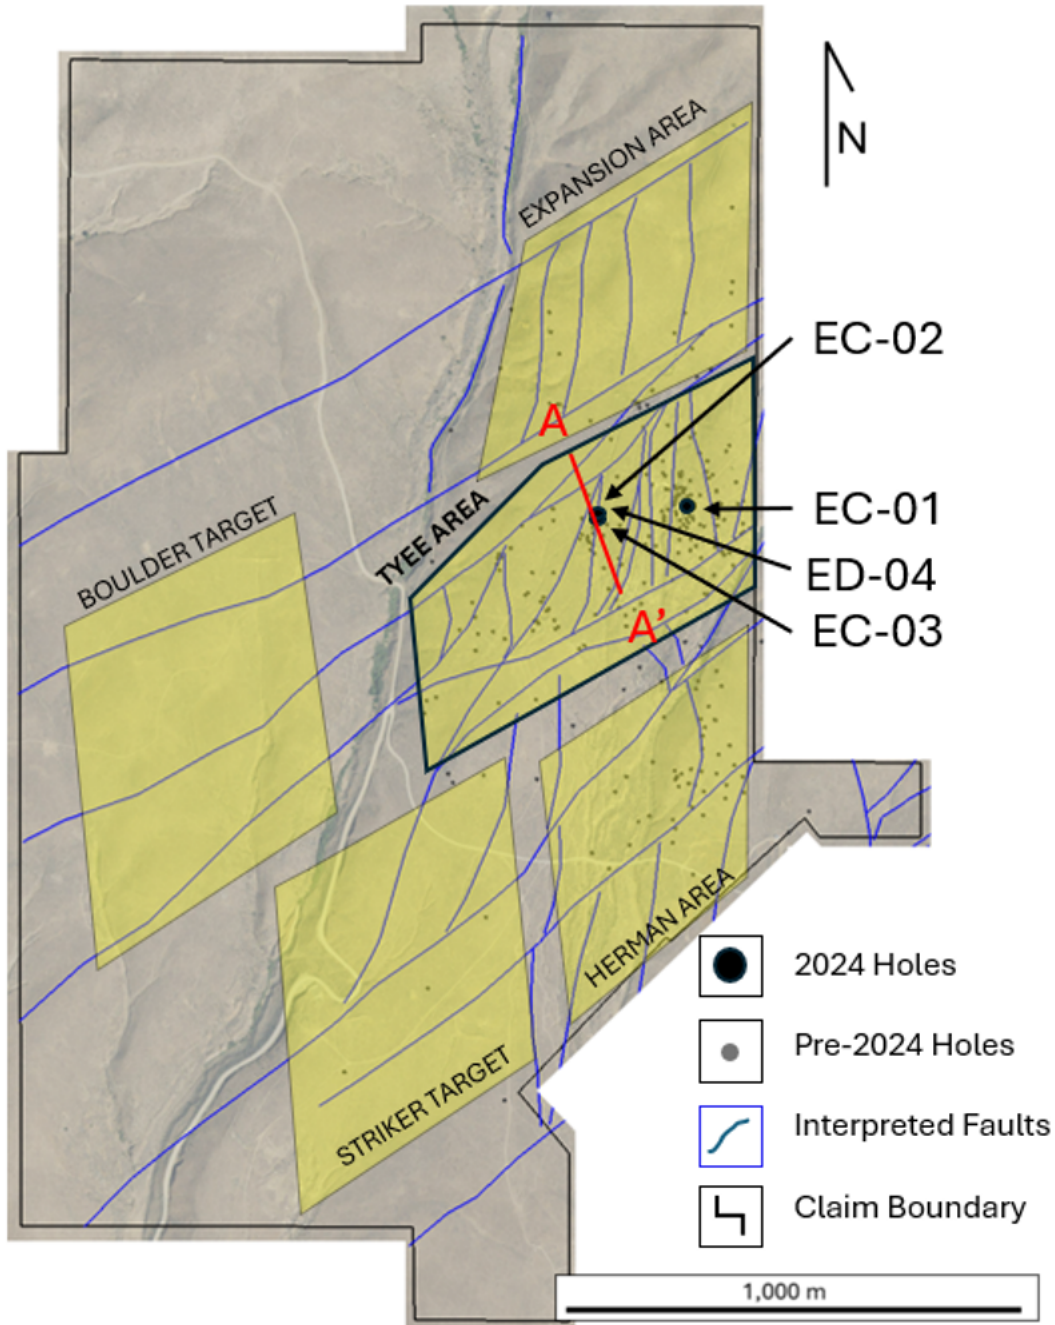 N
EXPANSION AREA
EC-02
A
EC-01
TYEE AREA
BOULDER TARGET
ED-04
EC-03
A’
HERMAN AREA
2024 Holes
Pre-2024 Holes
STRIKER TARGET
Interpreted Faults
Claim Boundary
1,000 m